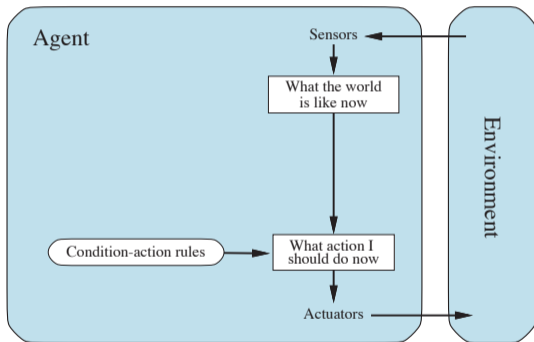 Agent
Sensors
What the world
is like now
Environment
Condition-action rules
What action I
should do now
Actuators